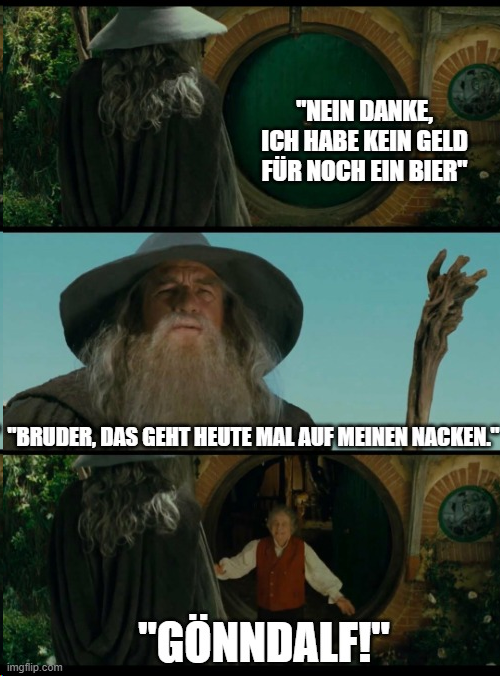 "NEIN DANKE,
ICH HABE KEIN GELD
FÜR NOCH EIN BIER"
"BRUDER, DAS GEHT HEUTE MAL AUF MEINEN NACKEN."
"GÖNNDALF!"
imgflip.com